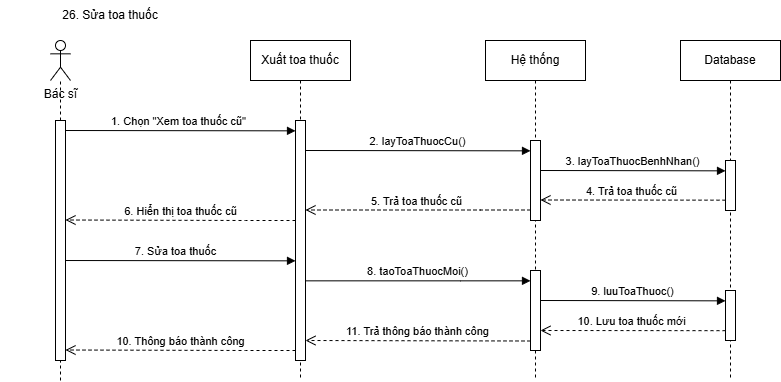 26. Sửa toa thuốc
Bác sĩ
Xuất toa thuốc
Hệ thống
Database
1. Chọn "Xem toa thuốc cũ"
2. layToaThuocCu()
3. layToaThuocBenhNhan()
4. Trả toa thuốc cũ
5. Trả toa thuốc cũ
6. Hiển thị toa thuốc cũ
7. Sửa toa thuốc
8. taoToaThuocMoi()
9. luuToaThuoc()
10. Lưu toa thuốc mới
11. Trả thông báo thành công
10. Thông báo thành công